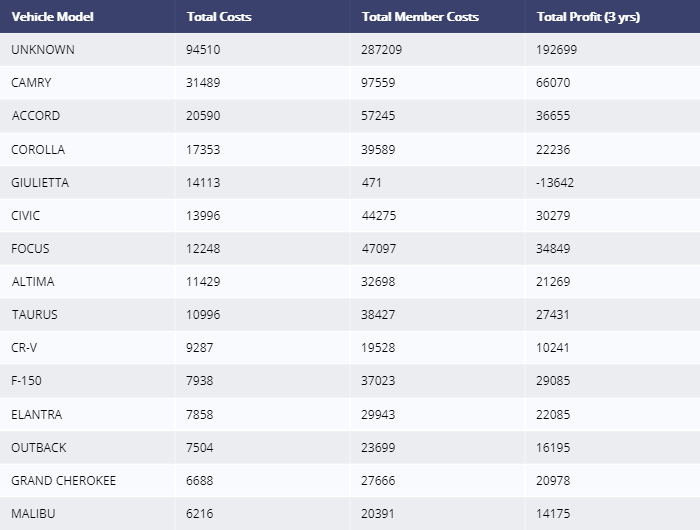 Vehicle Model Total Costs Total Member Costs Total Profit (3 yrs)
UNKNOWN 94510 287209 192699
CAMRY 31489 97559 66070
ACCORD 20590 57245 36655
COROLLA 17353 39589 22236
GIULIETTA 14113 471 -13642
CIVIC 13996 44275 30279
FOCUS 12248 47097 34849
ALTIMA 11429 32698 21269
TAURUS 10996 38427 27431
CR-V 9287 19528 10241
F-150 7938 37023 29085
ELANTRA 7858 29943 22085
OUTBACK 7504 23699 16195
GRAND CHEROKEE 6688 27666 20978
MALIBU 6216 20391 14175